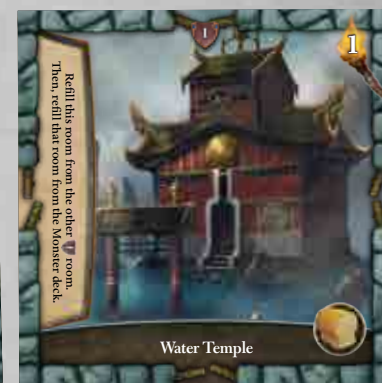 1
1
Refill this room from the other 1 room.
Then, refill that room from the Monster deck.
Water Temple